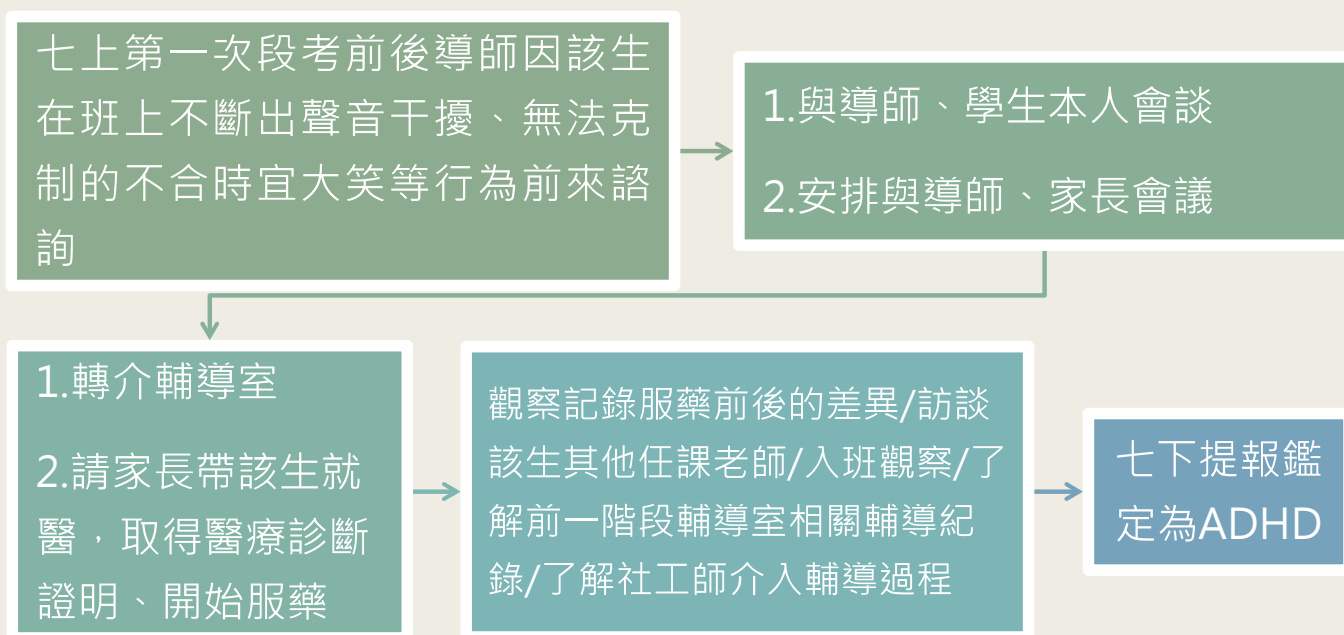 七上第一次段考前後導師因該生
在班上不斷出聲音干擾、無法克
制的不合時宜大笑等行為前來諮
詢
1.與導師、學生本人會談
2.安排與導師、家長會議
1.轉介輔導室
2.請家長帶該生就
醫，取得醫療診斷
證明、開始服藥
觀察記錄服藥前後的差異/訪談
該生其他任課老師/入班觀察/了
解前一階段輔導室相關輔導紀
錄/了解社工師介入輔導過程
七下提報鑑
定為ADHD